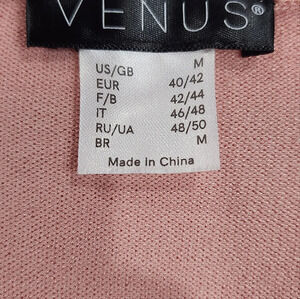 VENUS®
US/GB M
EUR 40/42
F/B 42/44
IT 46/48
RU/UA 48/50
BR M
Made in China